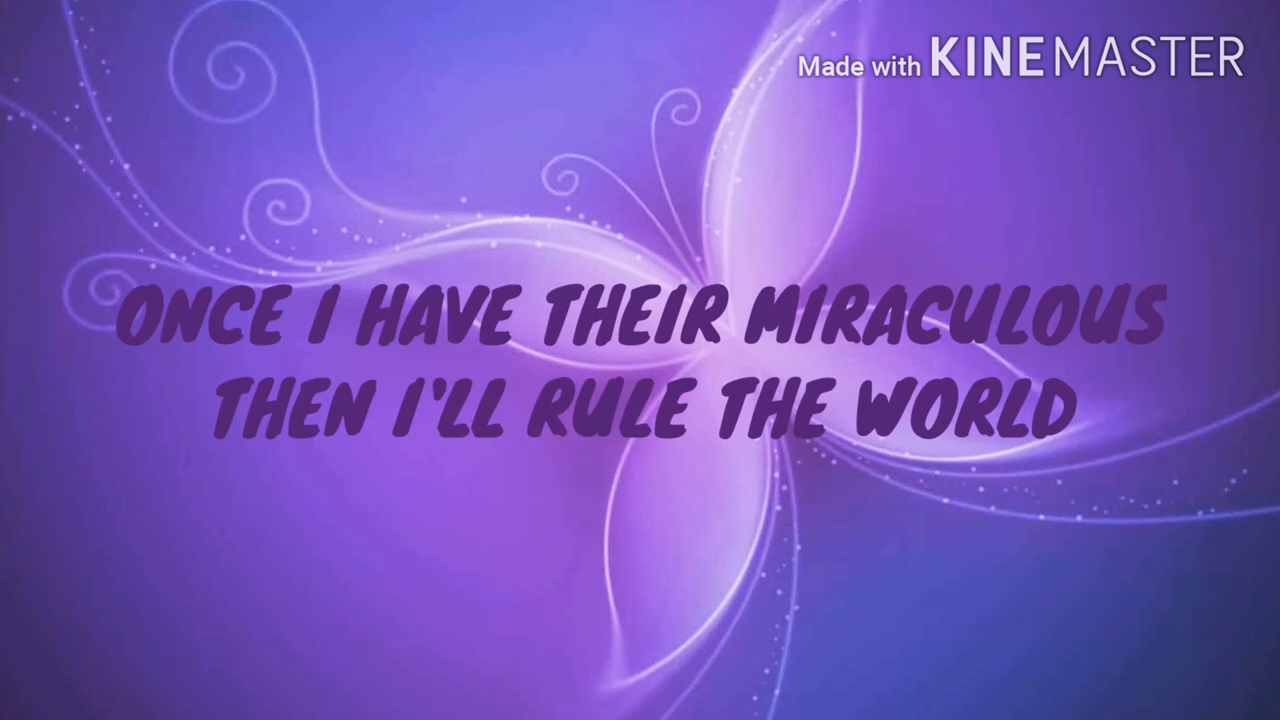 Made with KINEMASTER
ONCE I HAVE THEIR MIRACULOUS
THEN I'LL RULE THE WORLD